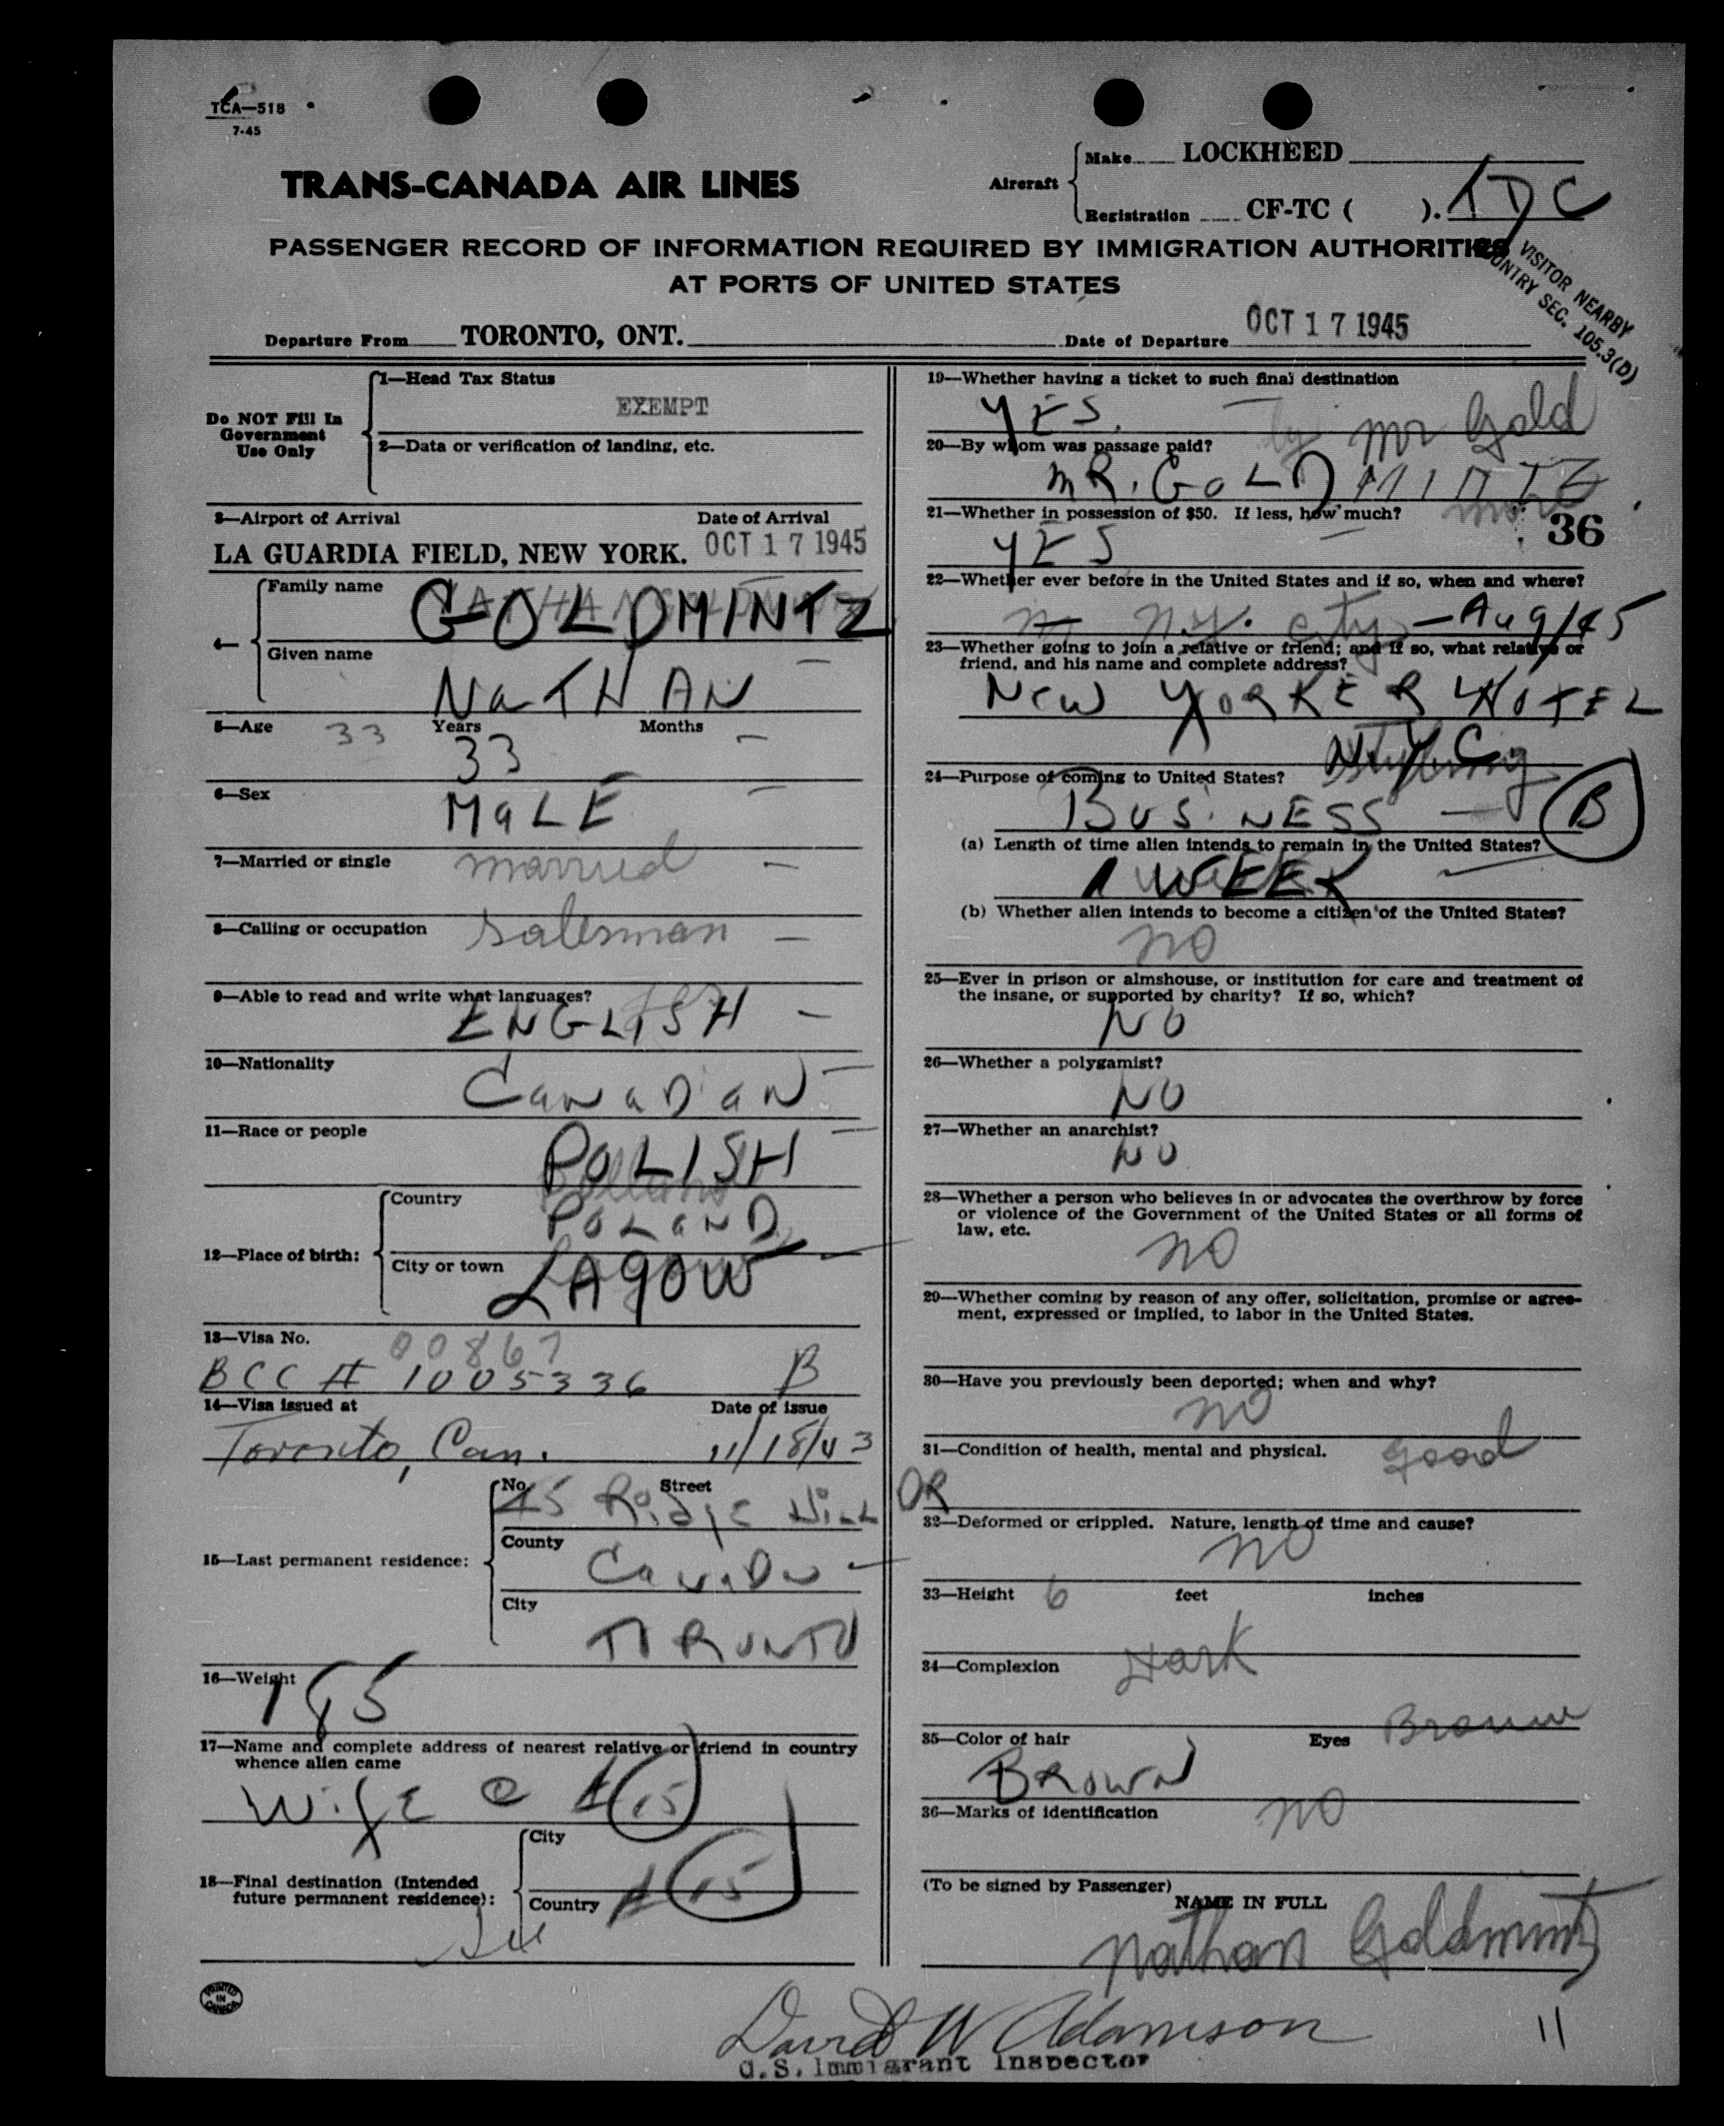 TCA—518
7-45
TRANS-CANADA AIR LINES
Aircraft
Make LOCKHEED
Registration CF-TC ( ). TDC
PASSENGER RECORD OF INFORMATION REQUIRED BY IMMIGRATION AUTHORITIES
AT PORTS OF UNITED STATES
VISITOR NEARBY
COUNTRY SEC. 105.3(D)
Departure From TORONTO, ONT.
Date of Departure OCT 17 1945
Do NOT Fill In
Government
Use Only
1—Head Tax Status
EXEMPT
2—Data or verification of landing, etc.
3—Airport of Arrival Date of Arrival
LA GUARDIA FIELD, NEW YORK. OCT 17 1945
4—
Family name
GOLDMINTZ
Given name
NaTHAN
5—Age 33 Years Months
33
6—Sex
MaLE
7—Married or single married
8—Calling or occupation salesman
9—Able to read and write what languages?
ENGLISH
10—Nationality
CanaDian
11—Race or people
POLISH
12—Place of birth:
Country
POLanD
City or town
LAGOW
13—Visa No. 00867
BCC # 1005336 B
14—Visa issued at Date of issue
Toronto, Can. 11/18/43
15—Last permanent residence:
No. Street
45 Ridge Hill
County
CanaDa
City
TORONTO
16—Weight
185
17—Name and complete address of nearest relative or friend in country
whence alien came
WifE @ # 15
18—Final destination (Intended
future permanent residence):
City
Country # 15
See
PRINTED
IN
CANADA
19—Whether having a ticket to such final destination
YES.
by Mr Gold
20—By whom was passage paid?
MR. GOLDMINTZ
21—Whether in possession of $50. If less, how much?
more
36
YES
22—Whether ever before in the United States and if so, when and where?
N.Y. City — Aug/45
23—Whether going to join a relative or friend; and if so, what relative or
friend, and his name and complete address?
NEW YORKER HOTEL
N.Y.C.
24—Purpose of coming to United States?
BUSINESS B
(a) Length of time alien intends to remain in the United States?
1 WEEK
(b) Whether alien intends to become a citizen of the United States?
no
25—Ever in prison or almshouse, or institution for care and treatment of
the insane, or supported by charity? If so, which?
NO
26—Whether a polygamist?
NO
27—Whether an anarchist?
NO
28—Whether a person who believes in or advocates the overthrow by force
or violence of the Government of the United States or all forms of
law, etc.
no
29—Whether coming by reason of any offer, solicitation, promise or agree-
ment, expressed or implied, to labor in the United States.
30—Have you previously been deported; when and why?
no
31—Condition of health, mental and physical. good
OR
32—Deformed or crippled. Nature, length of time and cause?
no
33—Height 6 feet inches
34—Complexion Dark
35—Color of hair Eyes Browne
BROWN
36—Marks of identification no
(To be signed by Passenger)
NAME IN FULL
Nathan Goldmintz
David W Adamson
U.S. Immigrant Inspector
11